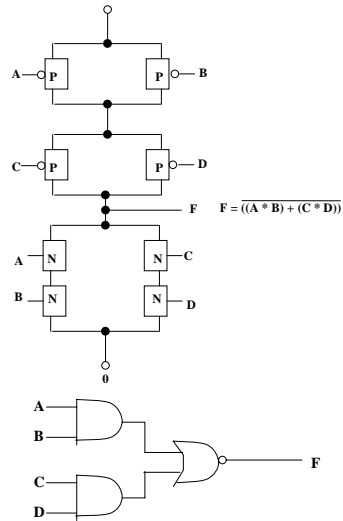 A P P B
C P P D
F F = ((A * B) + (C * D))
A N N C
B N N D
0
A
B
F
C
D